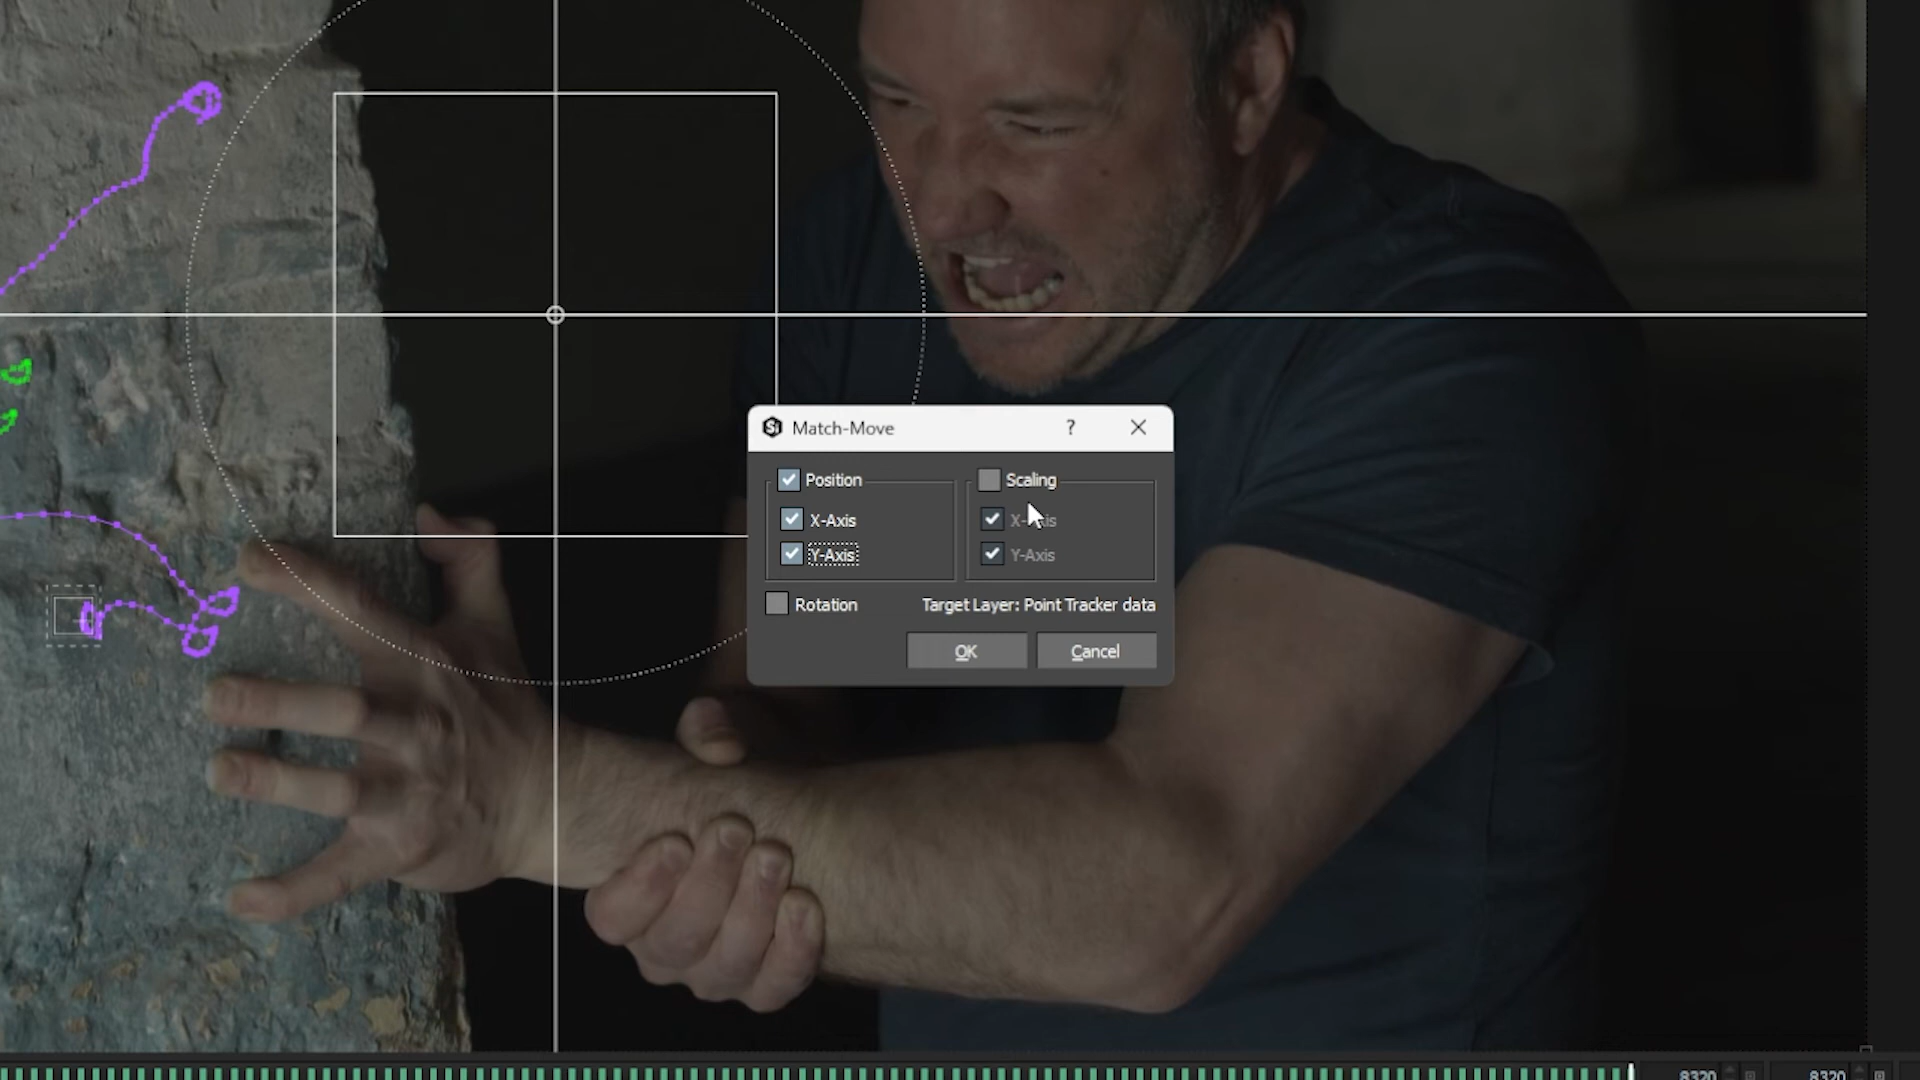 Match-Move ?
Position
Scaling
X-Axis
Y-Axis
Y-Axis
Rotation
Target Layer: Point Tracker data
OK
Cancel
8320
8320